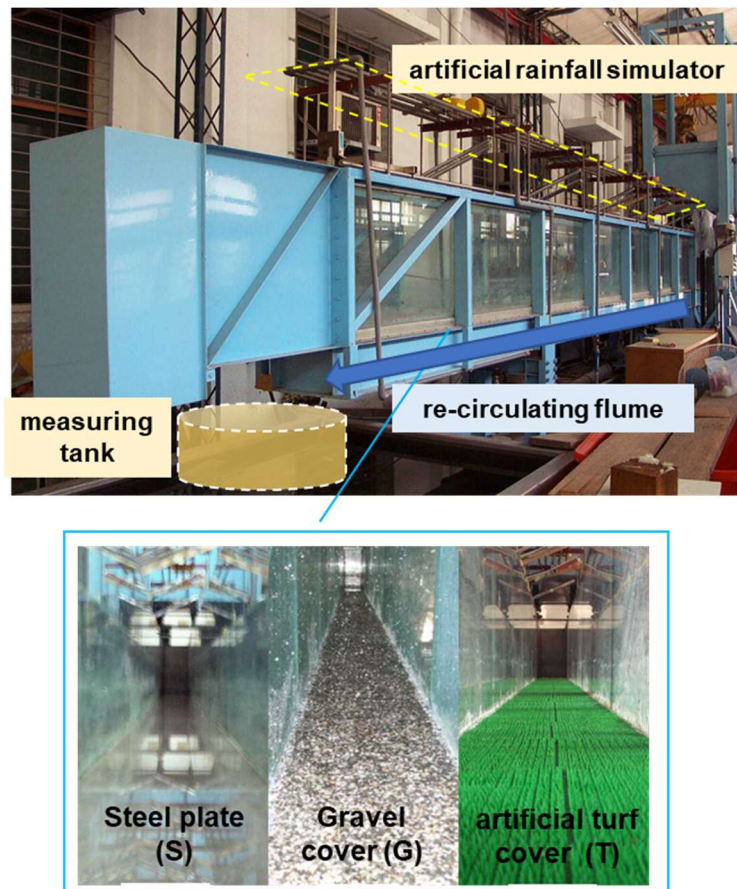 artificial rainfall simulator
re-circulating flume
measuring
tank
Steel plate
(S)
Gravel
cover (G)
artificial turf
cover (T)